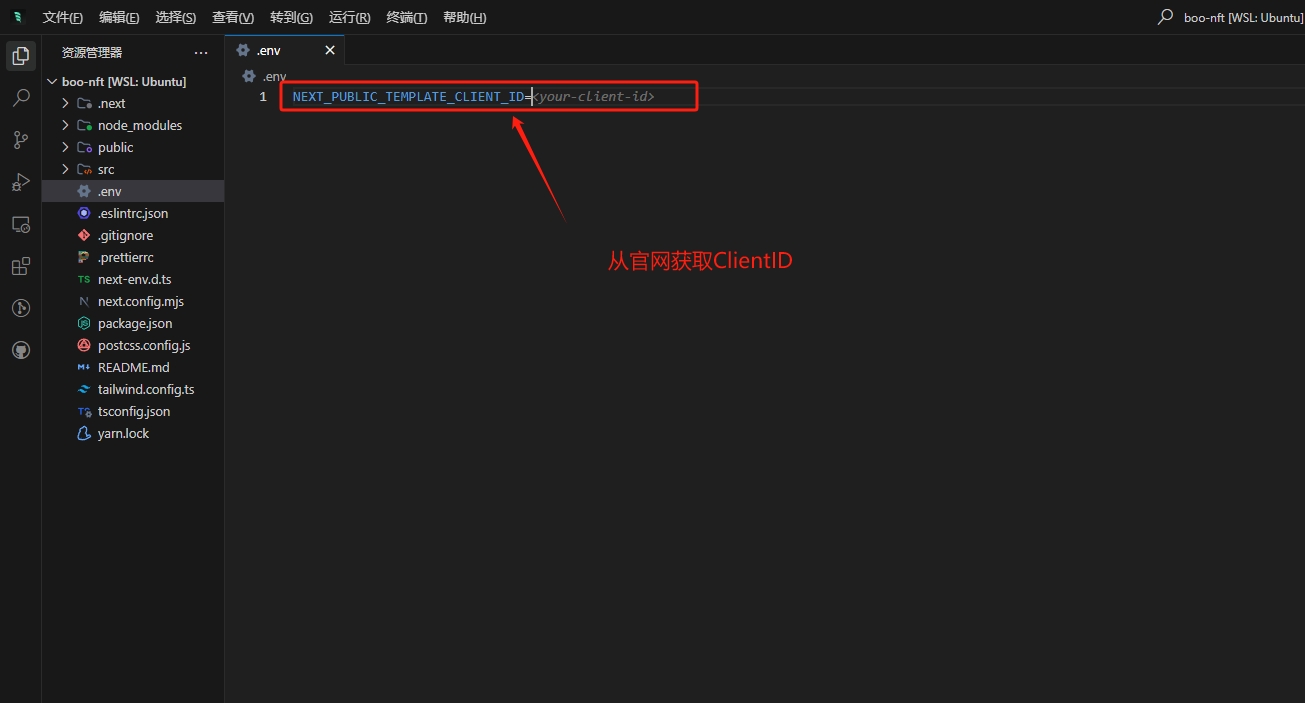 文件(F) 编辑(E) 选择(S) 查看(V) 转到(G) 运行(R) 终端(T) 帮助(H) boo-nft [WSL: Ubuntu]
资源管理器 ···
.env
boo-nft [WSL: Ubuntu]
.next
node_modules
public
src
.env
.eslintrc.json
.gitignore
.prettierrc
TS next-env.d.ts
N next.config.mjs
package.json
postcss.config.js
M↓ README.md
tailwind.config.ts
tsconfig.json
yarn.lock
.env
1 NEXT_PUBLIC_TEMPLATE_CLIENT_ID=<your-client-id>
从官网获取ClientID